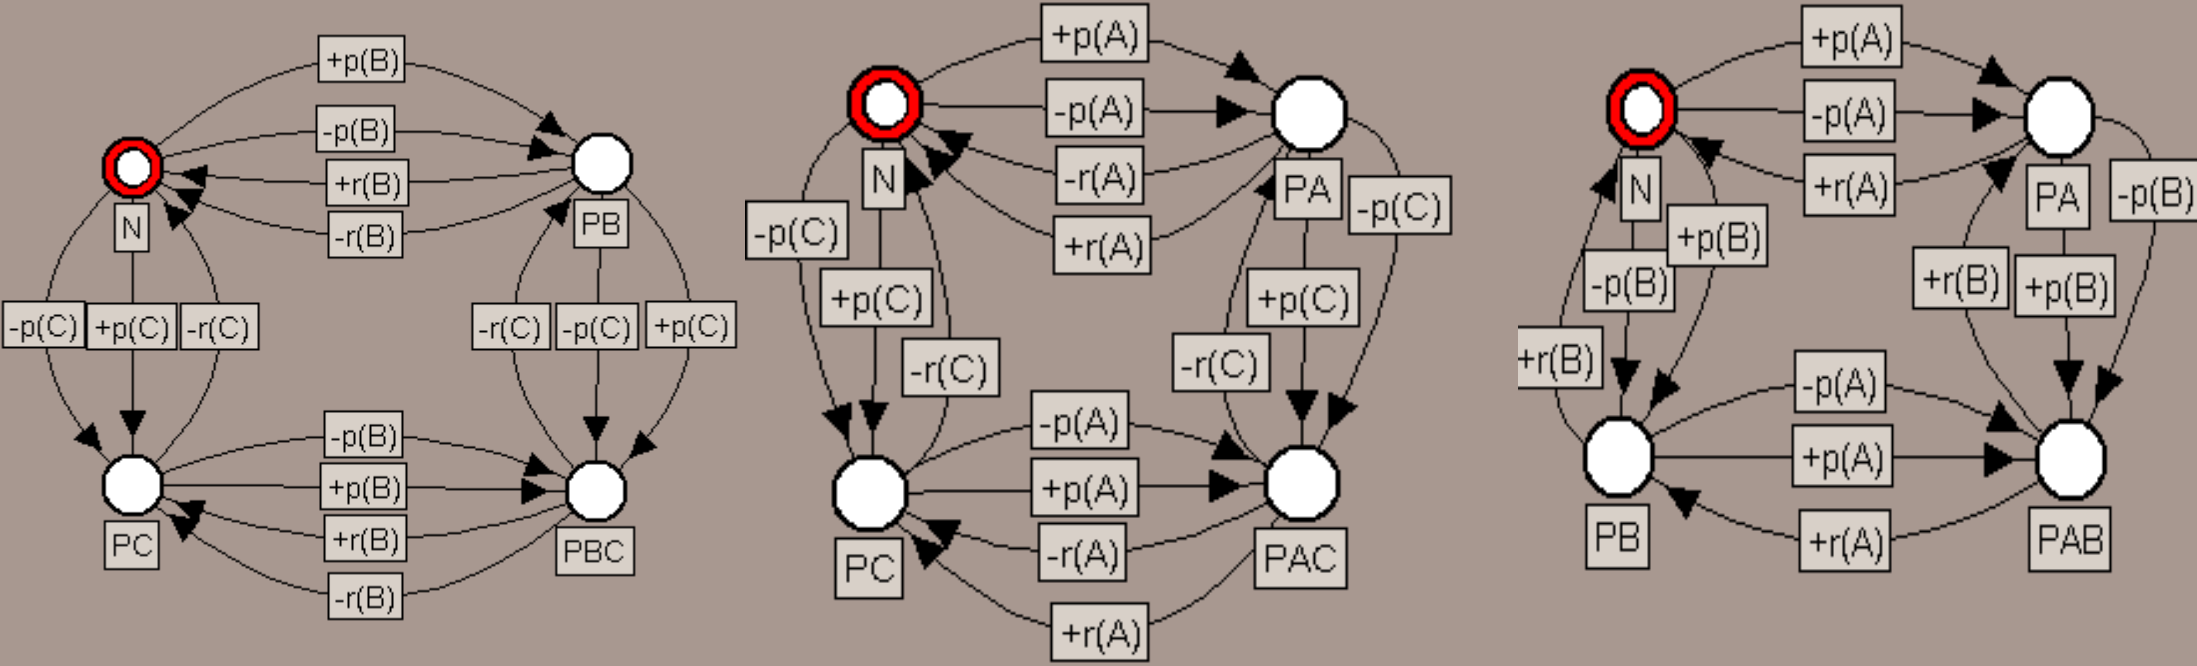 +p(B)
-p(B)
+r(B)
-r(B)
N
PB
-p(C)
+p(C)
-r(C)
-r(C)
-p(C)
+p(C)
-p(B)
+p(B)
+r(B)
-r(B)
PC
PBC
+p(A)
-p(A)
-r(A)
+r(A)
N
PA
-p(C)
-p(C)
+p(C)
+p(C)
-r(C)
-r(C)
-p(A)
+p(A)
-r(A)
+r(A)
PC
PAC
+p(A)
-p(A)
+r(A)
N
PA
-p(B)
+p(B)
-p(B)
+r(B)
+p(B)
+r(B)
-p(A)
+p(A)
+r(A)
PB
PAB